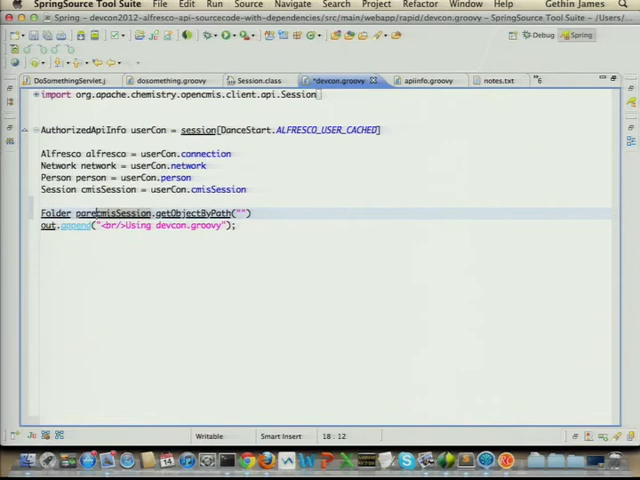 SpringSource Tool Suite File Edit Run Source Navigate Search Project Refactor Window Help Gethin James
Spring - devcon2012-alfresco-api-sourcecode-with-dependencies/src/main/webapp/rapid/devcon.groovy - SpringSource Tool Suite - /Users/
Debug Spring
DoSomethingServlet.j dosomething.groovy Session.class *devcon.groovy apiinfo.groovy notes.txt »6
import org.apache.chemistry.opencmis.client.api.Session
AuthorizedApiInfo userCon = session[DanceStart.ALFRESCO_USER_CACHED]
Alfresco alfresco = userCon.connection
Network network = userCon.network
Person person = userCon.person
Session cmisSession = userCon.cmisSession
Folder parecmisSession.getObjectByPath("")
out.append("<br/>Using devcon.groovy");
Writable Smart Insert 18 : 12